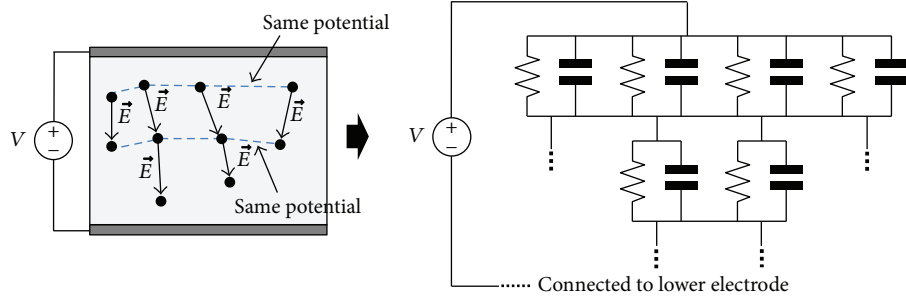 Same potential
V
+
−
E⃗
E⃗
E⃗
E⃗
E⃗
E⃗
Same potential
V
+
−
Connected to lower electrode